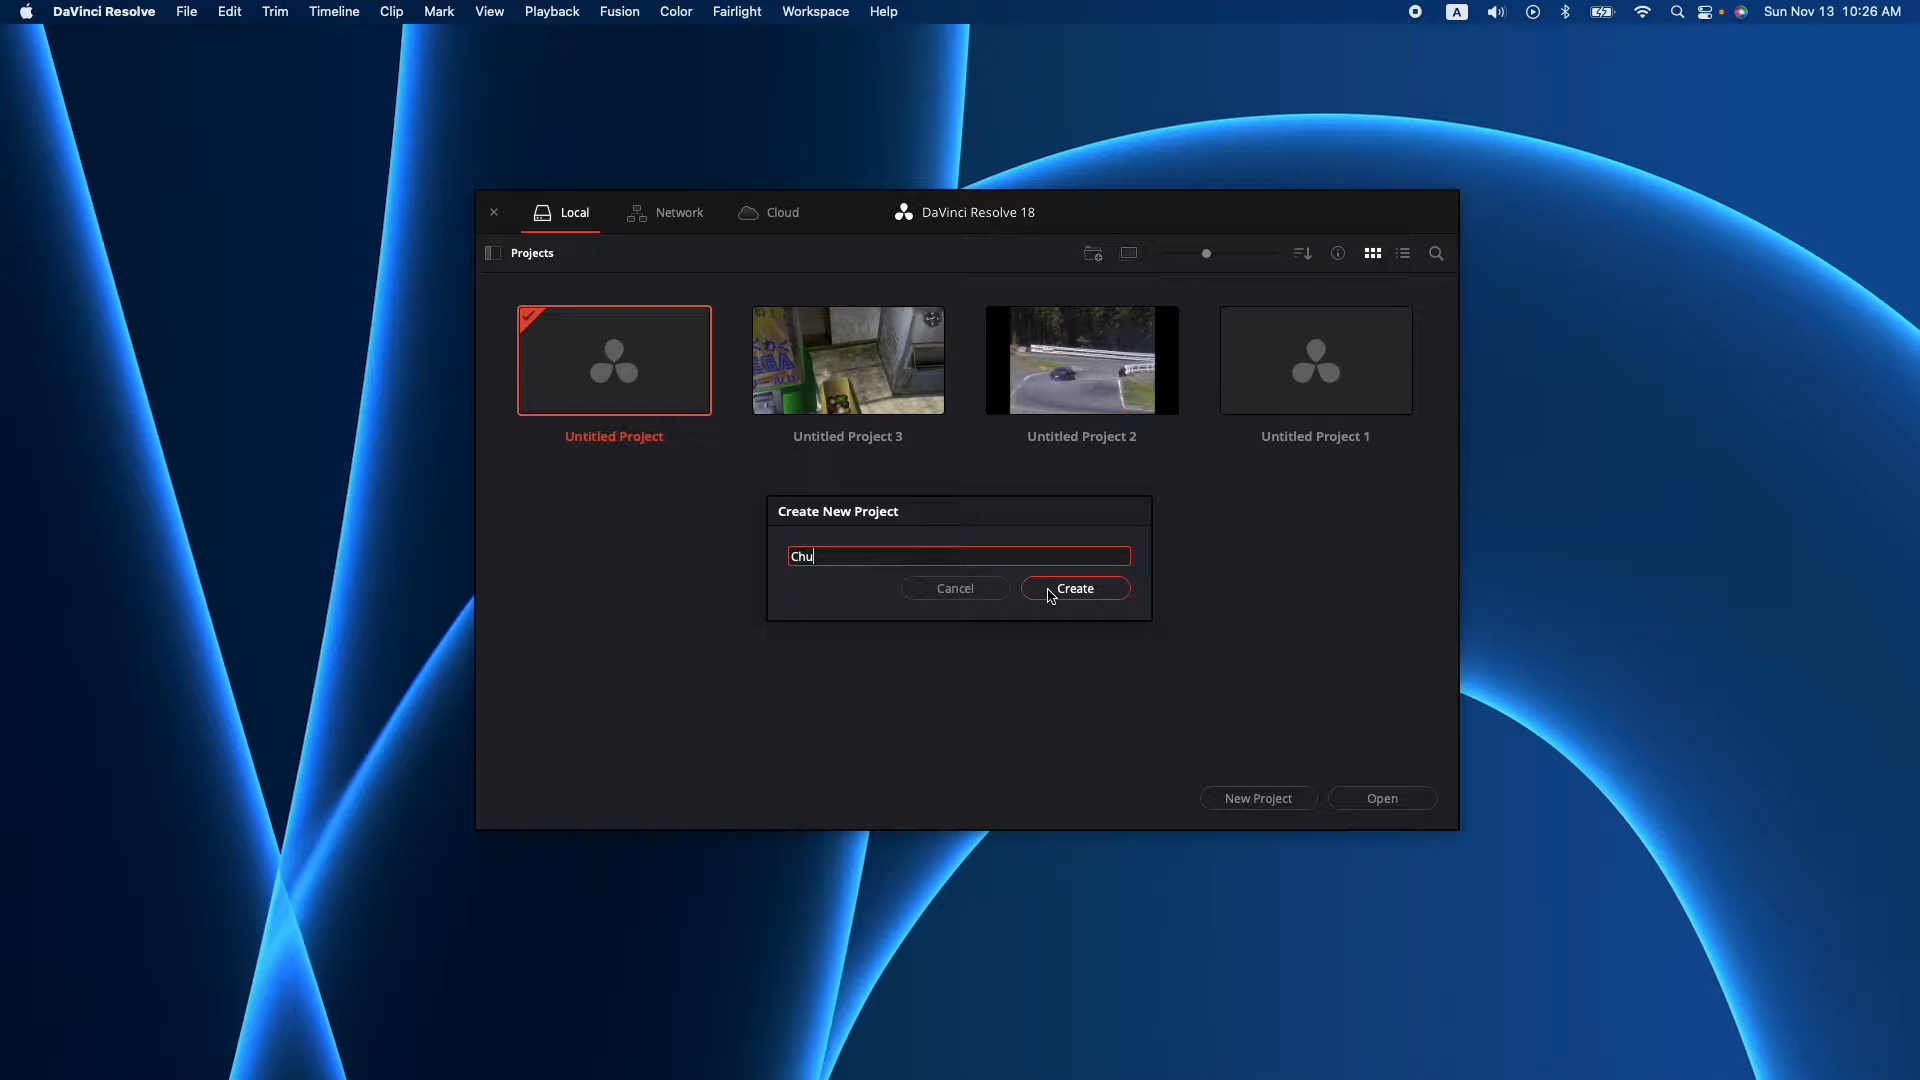 DaVinci Resolve File Edit Trim Timeline Clip Mark View Playback Fusion Color Fairlight Workspace Help A Sun Nov 13 10:26 AM
Local Network Cloud DaVinci Resolve 18
Projects
Untitled Project Untitled Project 3 Untitled Project 2 Untitled Project 1
Create New Project
Chu
Cancel Create
New Project Open